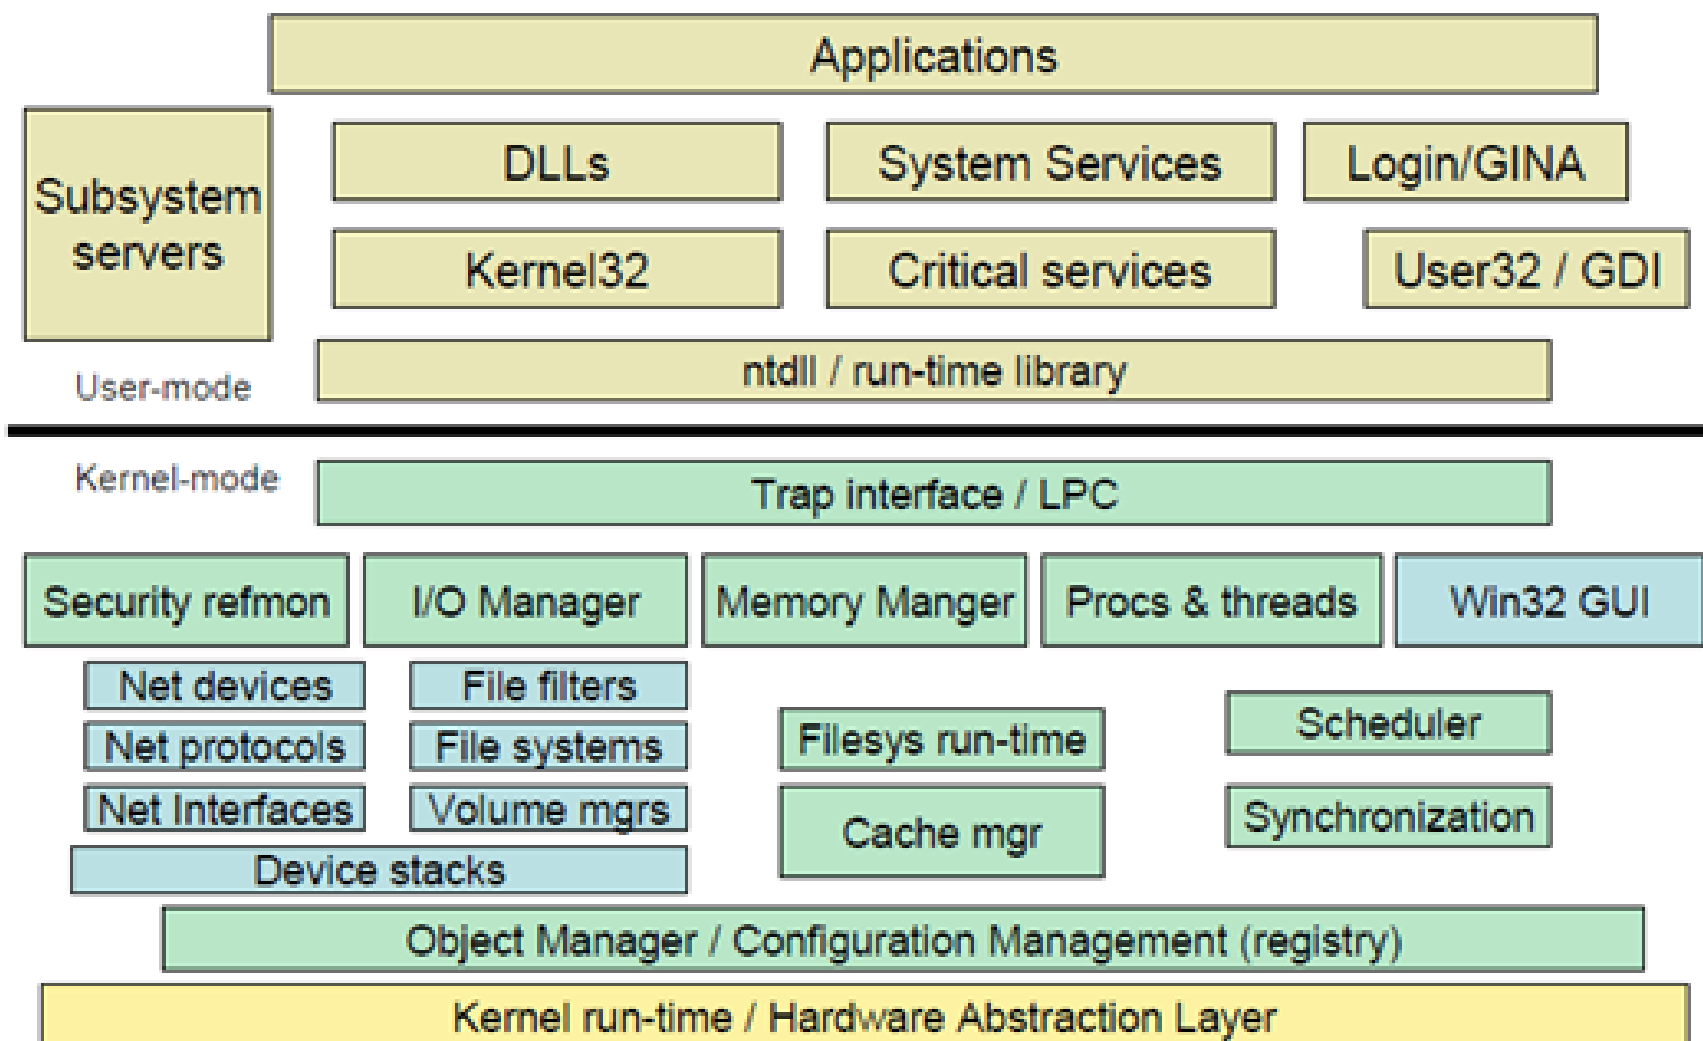 Applications
Subsystem
servers
DLLs
System Services
Login/GINA
Kernel32
Critical services
User32 / GDI
User-mode
ntdll / run-time library
Kernel-mode
Trap interface / LPC
Security refmon
I/O Manager
Memory Manger
Procs & threads
Win32 GUI
Net devices
File filters
Net protocols
File systems
Filesys run-time
Scheduler
Net Interfaces
Volume mgrs
Cache mgr
Synchronization
Device stacks
Object Manager / Configuration Management (registry)
Kernel run-time / Hardware Abstraction Layer